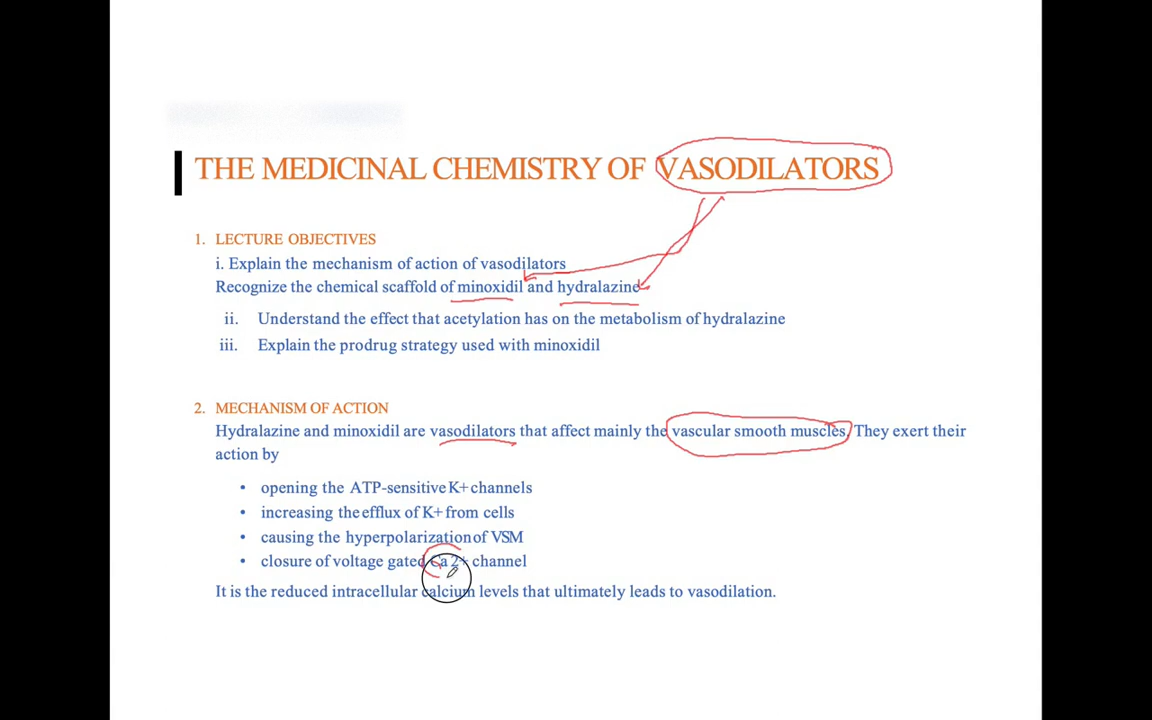 THE MEDICINAL CHEMISTRY OF VASODILATORS
1. LECTURE OBJECTIVES
i. Explain the mechanism of action of vasodilators
Recognize the chemical scaffold of minoxidil and hydralazine
ii. Understand the effect that acetylation has on the metabolism of hydralazine
iii. Explain the prodrug strategy used with minoxidil
2. MECHANISM OF ACTION
Hydralazine and minoxidil are vasodilators that affect mainly the vascular smooth muscles. They exert their
action by
• opening the ATP-sensitive K+ channels
• increasing the efflux of K+ from cells
• causing the hyperpolarization of VSM
• closure of voltage gated Ca2+ channel
It is the reduced intracellular calcium levels that ultimately leads to vasodilation.